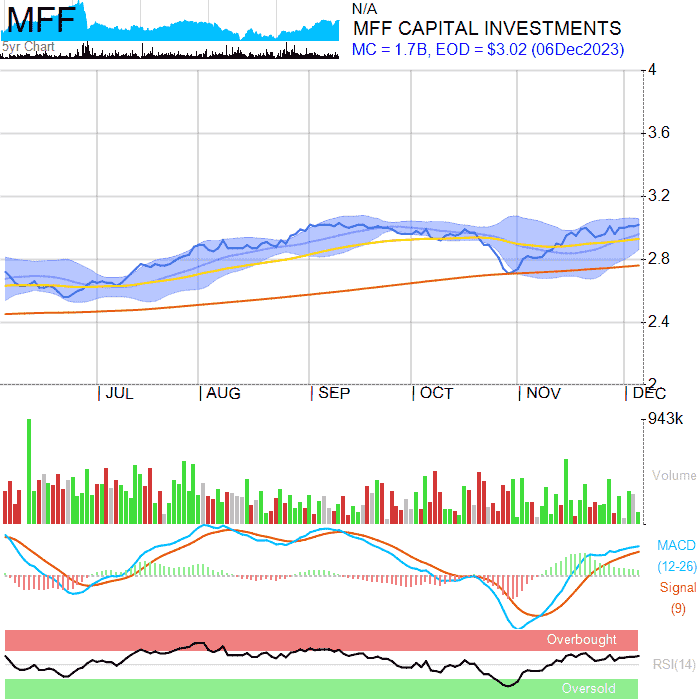 MFF
5yr Chart
N/A
MFF CAPITAL INVESTMENTS
MC = 1.7B, EOD = $3.02 (06Dec2023)
4
3.6
3.2
2.8
2.4
2
JUL AUG SEP OCT NOV DEC
943k
Volume
MACD
(12-26)
Signal
(9)
Overbought
RSI(14)
Oversold